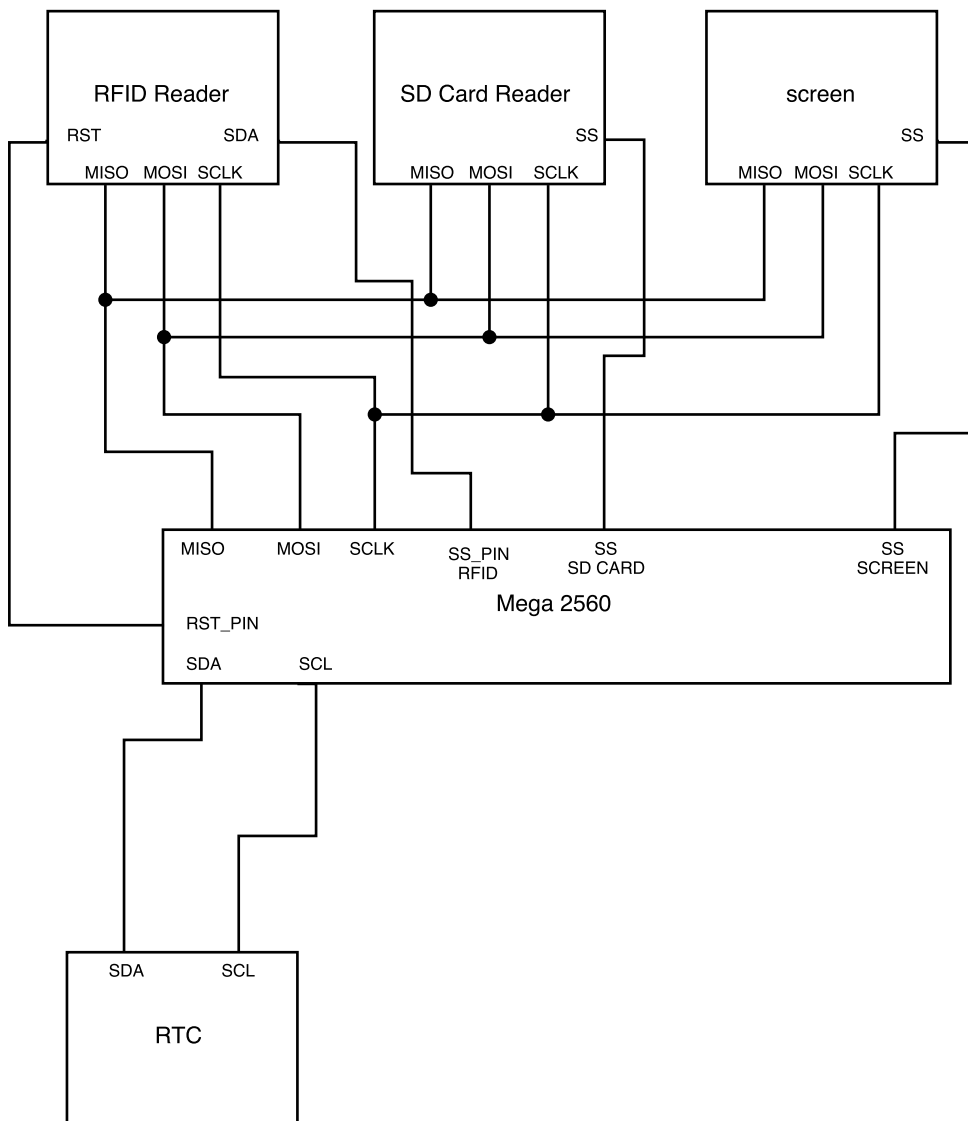 RFID Reader
RST
SDA
MISO MOSI SCLK
SD Card Reader
SS
MISO MOSI SCLK
screen
SS
MISO MOSI SCLK
MISO
MOSI
SCLK
SS_PIN
RFID
SS
SD CARD
SS
SCREEN
Mega 2560
RST_PIN
SDA
SCL
SDA
SCL
RTC